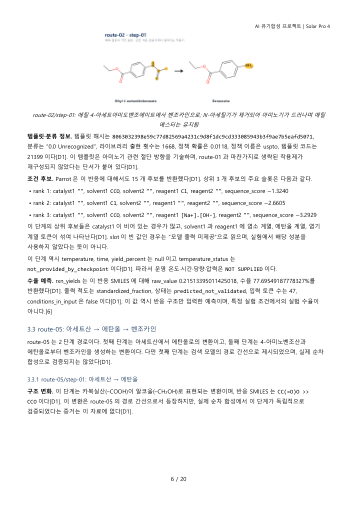 AI 유기합성 프로젝트 | Solar Pro 4
route-02 · step-01
Ethyl 4-acetamidobenzoate
Benzocaine
route-02/step-01: 에틸 4-아세트아미도벤조에이트에서 벤조카인으로, N-아세틸기가 제거되어 아미노기가 드러나며 에틸
에스터는 유지됨
템플릿·분류 정보. 템플릿 해시는 8063032398e59c77d82569a4231c9d8f1dc9cd333085943b3f9ae7b5eafd5071,
분류는 "0.0 Unrecognized", 라이브러리 출현 횟수는 1668, 정책 확률은 0.0118, 정책 이름은 uspto, 템플릿 코드는
21399 이다[D1]. 이 템플릿은 아미노기 관련 절단 방향을 기술하며, route-01 과 마찬가지로 생략된 작용체가
재구성되지 않았다는 단서가 붙어 있다[D1].
조건 후보. Parrot 은 이 반응에 대해서도 15 개 후보를 반환했다[D1]. 상위 3 개 후보의 주요 슬롯은 다음과 같다.
• rank 1: catalyst "", solvent1 CCO, solvent2 "", reagent1 Cl, reagent2 "", sequence_score −1.3240
• rank 2: catalyst "", solvent1 CCO, solvent2 "", reagent1 "", sequence_score −2.6605
• rank 3: catalyst "", solvent1 CCO, solvent2 "", reagent1 [Na+].[OH-], reagent2 "", sequence_score −3.2929
이 단계의 상위 후보들은 catalyst 가 비어 있는 경우가 많고, solvent1 과 reagent1 에 염소 계열, 에탄올 계열, 염기
계열 토큰이 섞여 나타난다[D1]. slot 이 빈 값인 경우는 "모델 출력 미제공"으로 읽으며, 실험에서 해당 성분을
사용하지 않았다는 뜻이 아니다.
이 단계 역시 temperature, time, yield_percent 는 null 이고 temperature_status 는
not_provided_by_checkpoint 이다[D1]. 따라서 운영 온도·시간·당량·압력은 NOT SUPPLIED 이다.
수율 예측. rxn_yields 는 이 반응 SMILES 에 대해 raw_value 0.21513395011425018, 수율 77.69549187778327%를
반환했다[D1]. 출력 척도는 standardized_fraction, 상태는 predicted_not_validated, 입력 토큰 수는 47,
conditions_in_input 은 false 이다[D1]. 이 값 역시 반응 구조만 입력한 예측이며, 특정 실험 조건에서의 실험 수율이
아니다.[6]
3.3 route-05: 아세트산 → 에탄올 → 벤조카인
route-05 는 2 단계 경로이다. 첫째 단계는 아세트산에서 에탄올로의 변환이고, 둘째 단계는 4-아미노벤조산과
에탄올로부터 벤조카인을 생성하는 변환이다. 다만 첫째 단계는 검색 모델의 경로 간선으로 제시되었으며, 실제 순차
합성으로 검증되지는 않았다[D1].
3.3.1 route-05/step-01: 아세트산 → 에탄올
구조 변화. 이 단계는 카복실산(–COOH)이 알코올(–CH₂OH)로 표현되는 변환이며, 반응 SMILES 는 CC(=O)O >>
CCO 이다[D1]. 이 변환은 route-05 의 경로 간선으로서 등장하지만, 실제 순차 합성에서 이 단계가 독립적으로
검증되었다는 증거는 이 자료에 없다[D1].
6 / 20